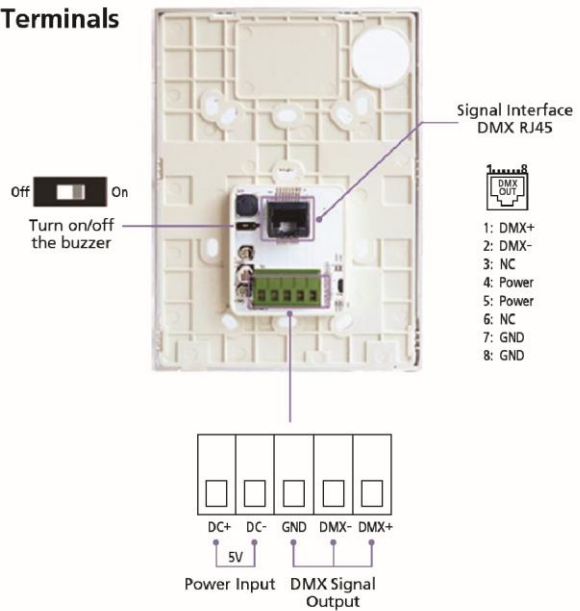 Terminals
Signal Interface
DMX RJ45
Off On
Turn on/off
the buzzer
1 8
DMX
OUT
1: DMX+
2: DMX-
3: NC
4: Power
5: Power
6: NC
7: GND
8: GND
DC+ DC- GND DMX- DMX+
5V
Power Input DMX Signal
Output